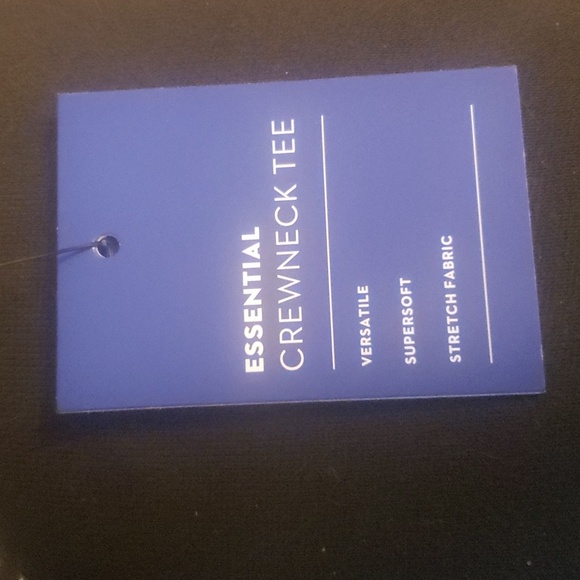 ESSENTIAL
CREWNECK TEE
VERSATILE
SUPERSOFT
STRETCH FABRIC